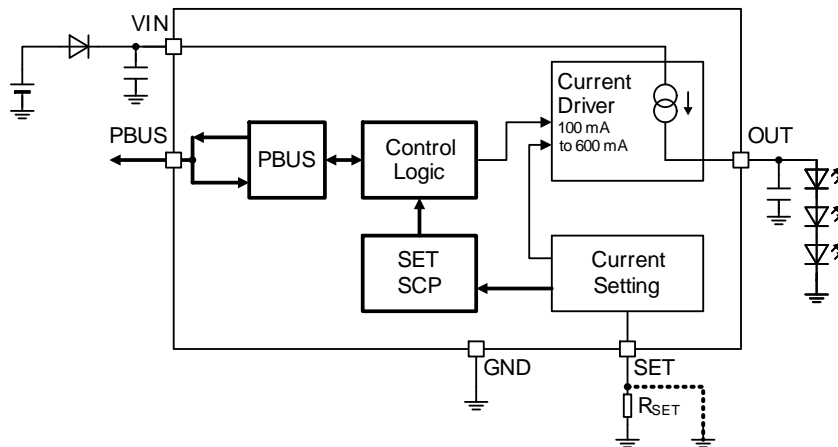 VIN
Current
Driver
100 mA
to 600 mA
PBUS
OUT
PBUS
Control
Logic
SET
SCP
Current
Setting
GND
SET
RSET